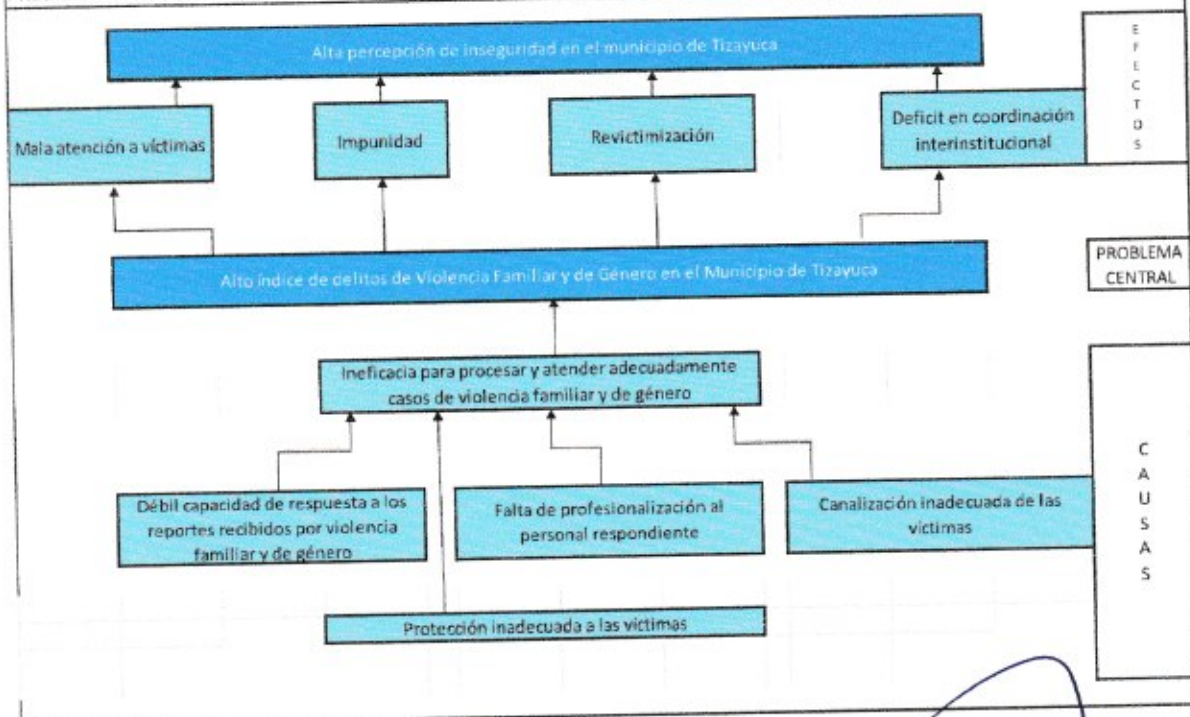 Alta percepción de inseguridad en el municipio de Tizayuca
EFECTOS
Mala atención a víctimas
Impunidad
Revictimización
Deficit en coordinación
interinstitucional
Alto índice de delitos de Violencia Familiar y de Género en el Municipio de Tizayuca
PROBLEMA
CENTRAL
Ineficacia para procesar y atender adecuadamente
casos de violencia familiar y de género
CAUSAS
Débil capacidad de respuesta a los
reportes recibidos por violencia
familiar y de género
Falta de profesionalización al
personal respondiente
Canalización inadecuada de las
víctimas
Protección inadecuada a las víctimas